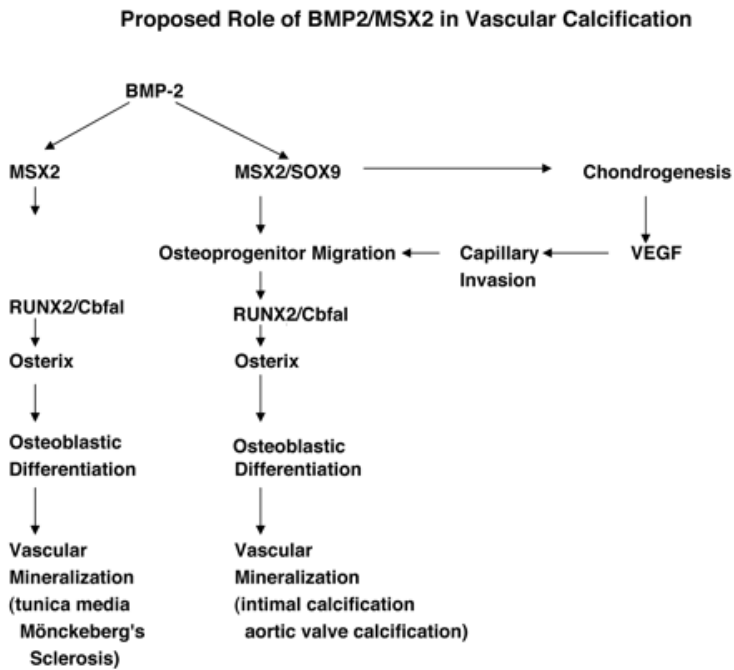 Proposed Role of BMP2/MSX2 in Vascular Calcification
BMP-2
MSX2
MSX2/SOX9
Chondrogenesis
Osteoprogenitor Migration
Capillary
Invasion
VEGF
RUNX2/Cbfal
RUNX2/Cbfal
Osterix
Osterix
Osteoblastic
Differentiation
Osteoblastic
Differentiation
Vascular
Mineralization
(tunica media
Mönckeberg's
Sclerosis)
Vascular
Mineralization
(intimal calcification
aortic valve calcification)